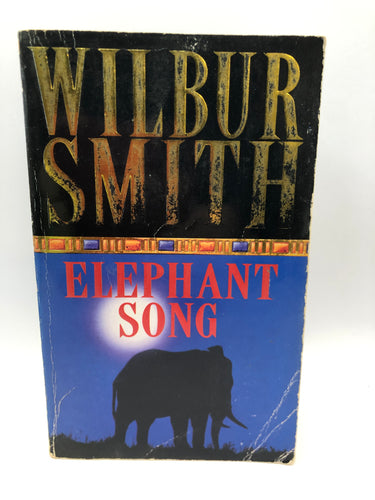 WILBUR
SMITH
ELEPHANT
SONG